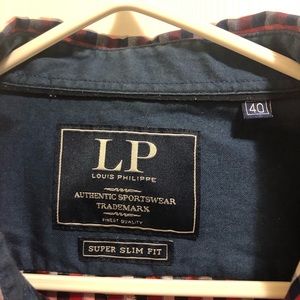 40
LP
LOUIS PHILIPPE
AUTHENTIC SPORTSWEAR
TRADEMARK
FINEST QUALITY
SUPER SLIM FIT